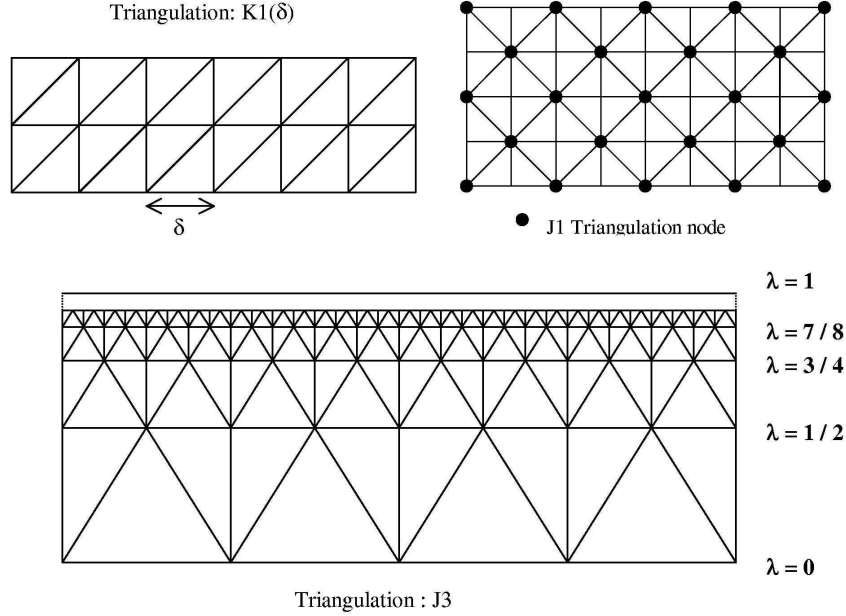 Triangulation: K1(δ)
δ
J1 Triangulation node
λ = 1
λ = 7 / 8
λ = 3 / 4
λ = 1 / 2
λ = 0
Triangulation : J3